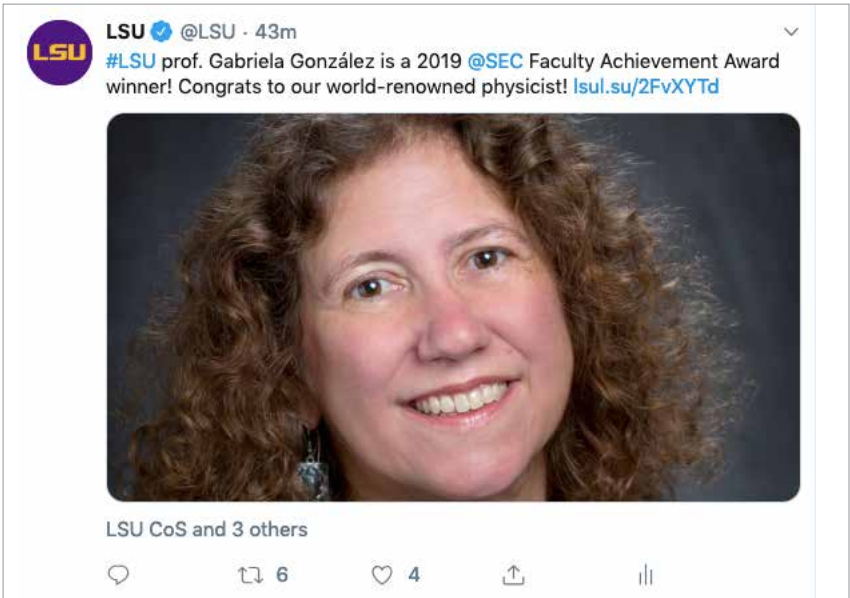 LSU
LSU @LSU · 43m
#LSU prof. Gabriela González is a 2019 @SEC Faculty Achievement Award
winner! Congrats to our world-renowned physicist! lsul.su/2FvXYTd
LSU CoS and 3 others
6 4